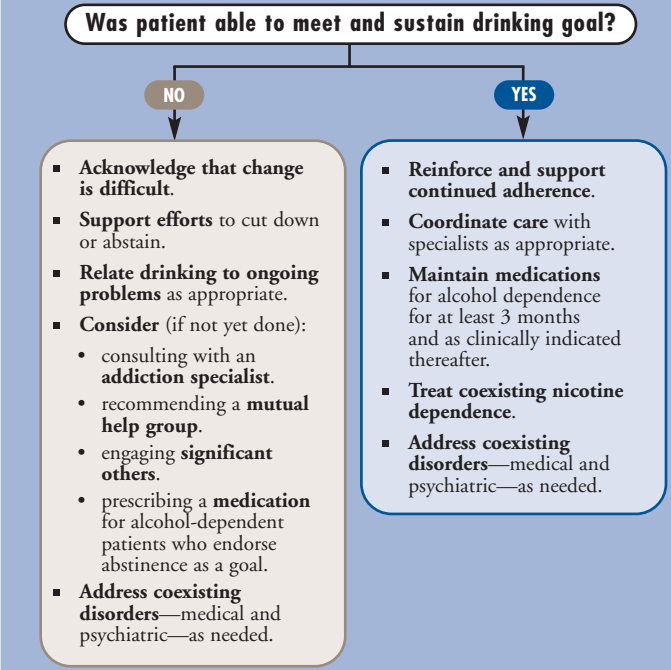 Was patient able to meet and sustain drinking goal?
NO
▪ Acknowledge that change
is difficult.
▪ Support efforts to cut down
or abstain.
▪ Relate drinking to ongoing
problems as appropriate.
▪ Consider (if not yet done):
• consulting with an
addiction specialist.
• recommending a mutual
help group.
• engaging significant
others.
• prescribing a medication
for alcohol-dependent
patients who endorse
abstinence as a goal.
▪ Address coexisting
disorders—medical and
psychiatric—as needed.
YES
▪ Reinforce and support
continued adherence.
▪ Coordinate care with
specialists as appropriate.
▪ Maintain medications
for alcohol dependence
for at least 3 months
and as clinically indicated
thereafter.
▪ Treat coexisting nicotine
dependence.
▪ Address coexisting
disorders—medical and
psychiatric—as needed.